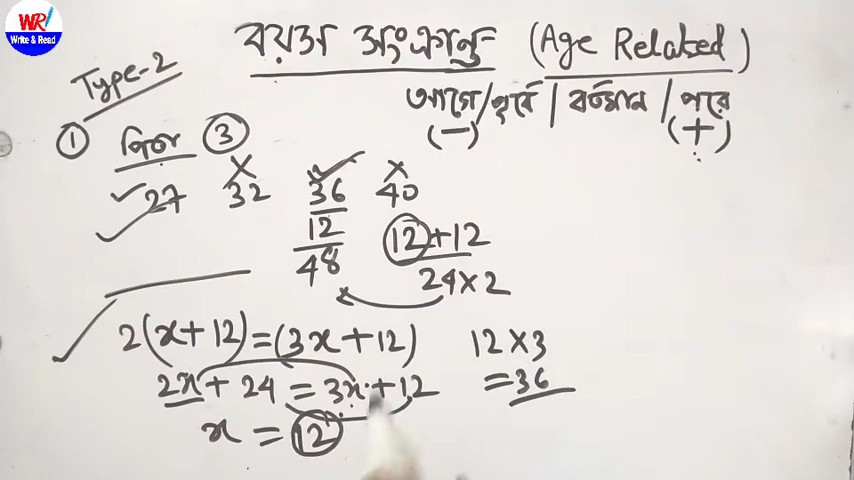 WR
Write & Read
বয়স সংক্রান্ত (Age Related)
Type-2
আগে/পূর্বে | বর্তমান | পরে
(−) (+)
① পিতা ③
27 32 36 40
12 12+12
48 24×2
2(x+12)=(3x+12) 12×3
2x+24=3x+12 =36
x = 12